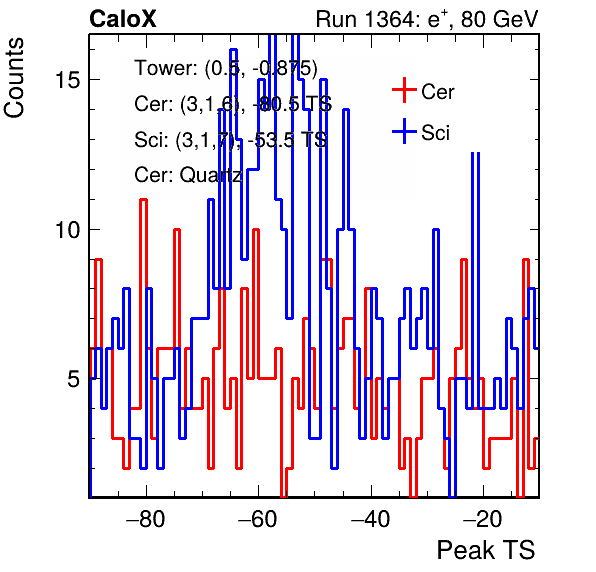 CaloX
Run 1364: e+, 80 GeV
Counts
Tower: (0.5, -0.875)
Cer: (3,1,6), -80.5 TS
Sci: (3,1,7), -53.5 TS
Cer: Quartz
Cer
Sci
15
10
5
−80
−60
−40
−20
Peak TS